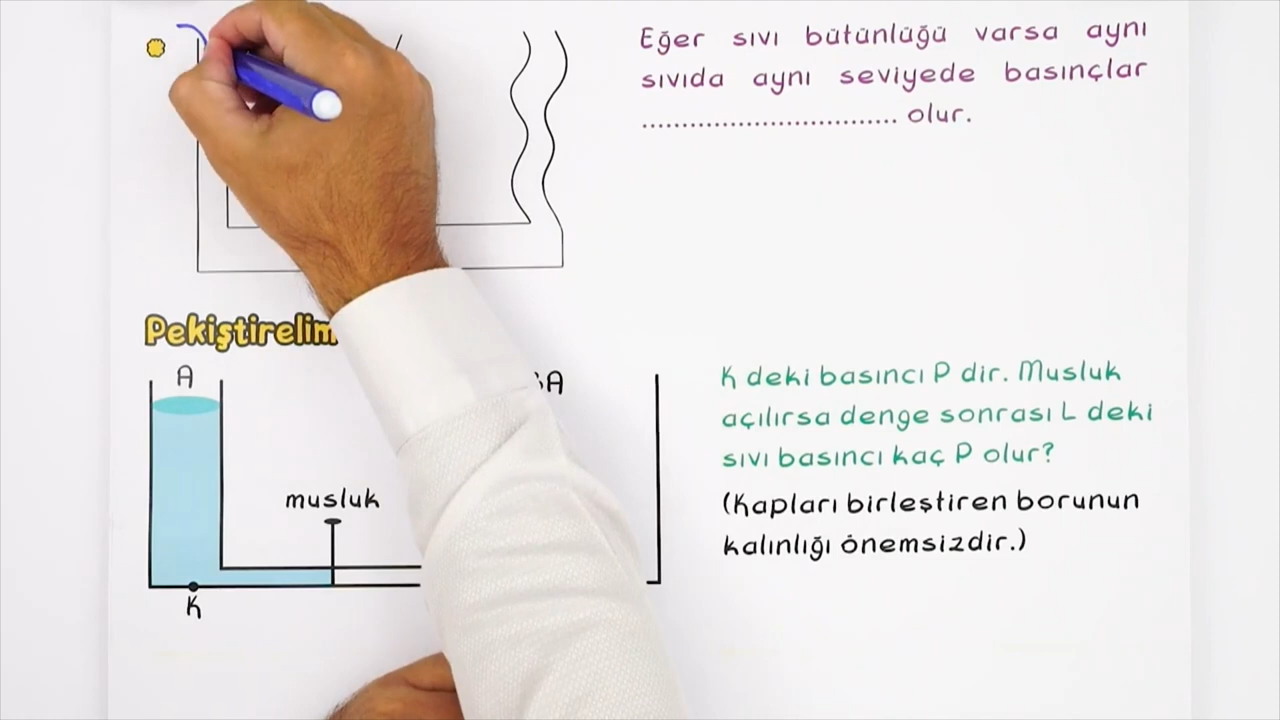 Eğer sıvı bütünlüğü varsa aynı
sıvıda aynı seviyede basınçlar
................................ olur.
Pekiştirelim
A
musluk
K
K deki basıncı P dir. Musluk
açılırsa denge sonrası L deki
sıvı basıncı kaç P olur?
(Kapları birleştiren borunun
kalınlığı önemsizdir.)